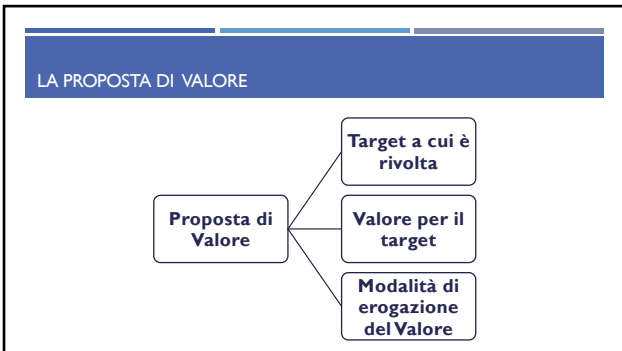 LA PROPOSTA DI VALORE
Target a cui è
rivolta
Proposta di
Valore
Valore per il
target
Modalità di
erogazione
del Valore